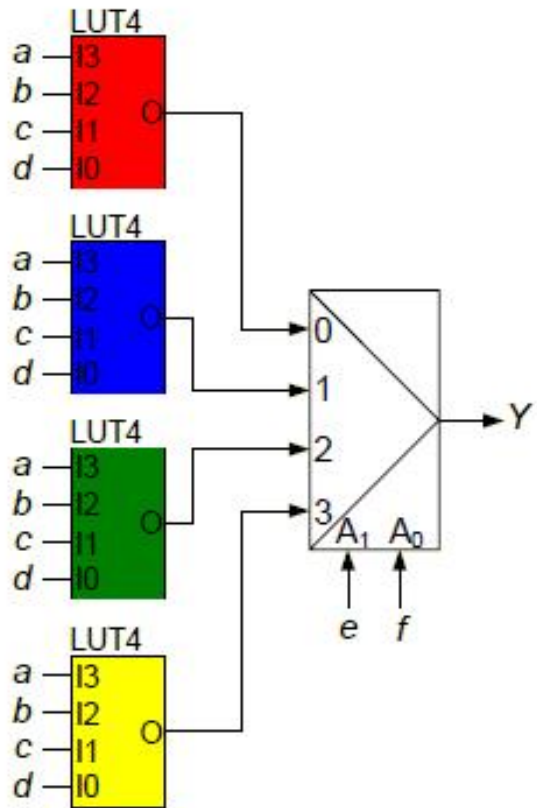 LUT4
a I3
b I2
c I1
d I0
O
LUT4
a I3
b I2
c I1
d I0
O
LUT4
a I3
b I2
c I1
d I0
O
LUT4
a I3
b I2
c I1
d I0
O
0
1
2
3
A1 A0
e f
Y